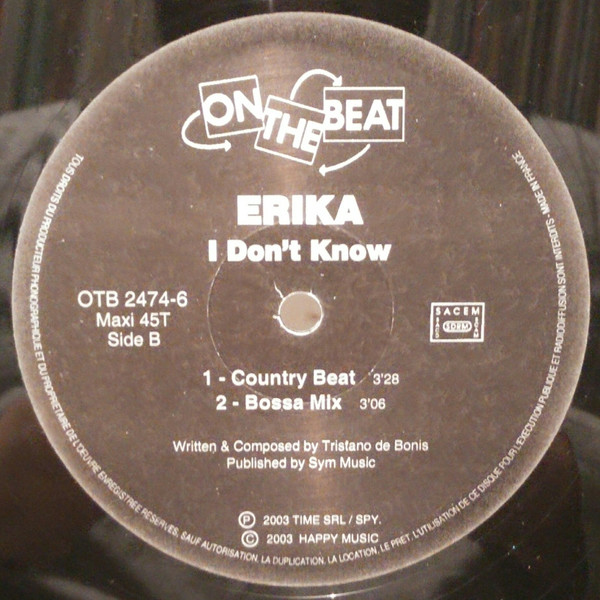 ON THE BEAT
ERIKA
I Don't Know
OTB 2474-6
Maxi 45T
Side B
SACEM
SDRM
SACD
SCAM
1 - Country Beat 3'28
2 - Bossa Mix 3'06
Written & Composed by Tristano de Bonis
Published by Sym Music
Ⓟ 2003 TIME SRL / SPY.
© 2003 HAPPY MUSIC
TOUS DROITS DU PRODUCTEUR PHONOGRAPHIQUE ET DU PROPRIETAIRE DE L'OEUVRE ENREGISTREE RESERVES, SAUF AUTORISATION, LA DUPLICATION, LA LOCATION, LE PRET, L'UTILISATION DE CE DISQUE POUR L'EXECUTION PUBLIQUE ET RADIODIFFUSION SONT INTERDITS - MADE IN FRANCE